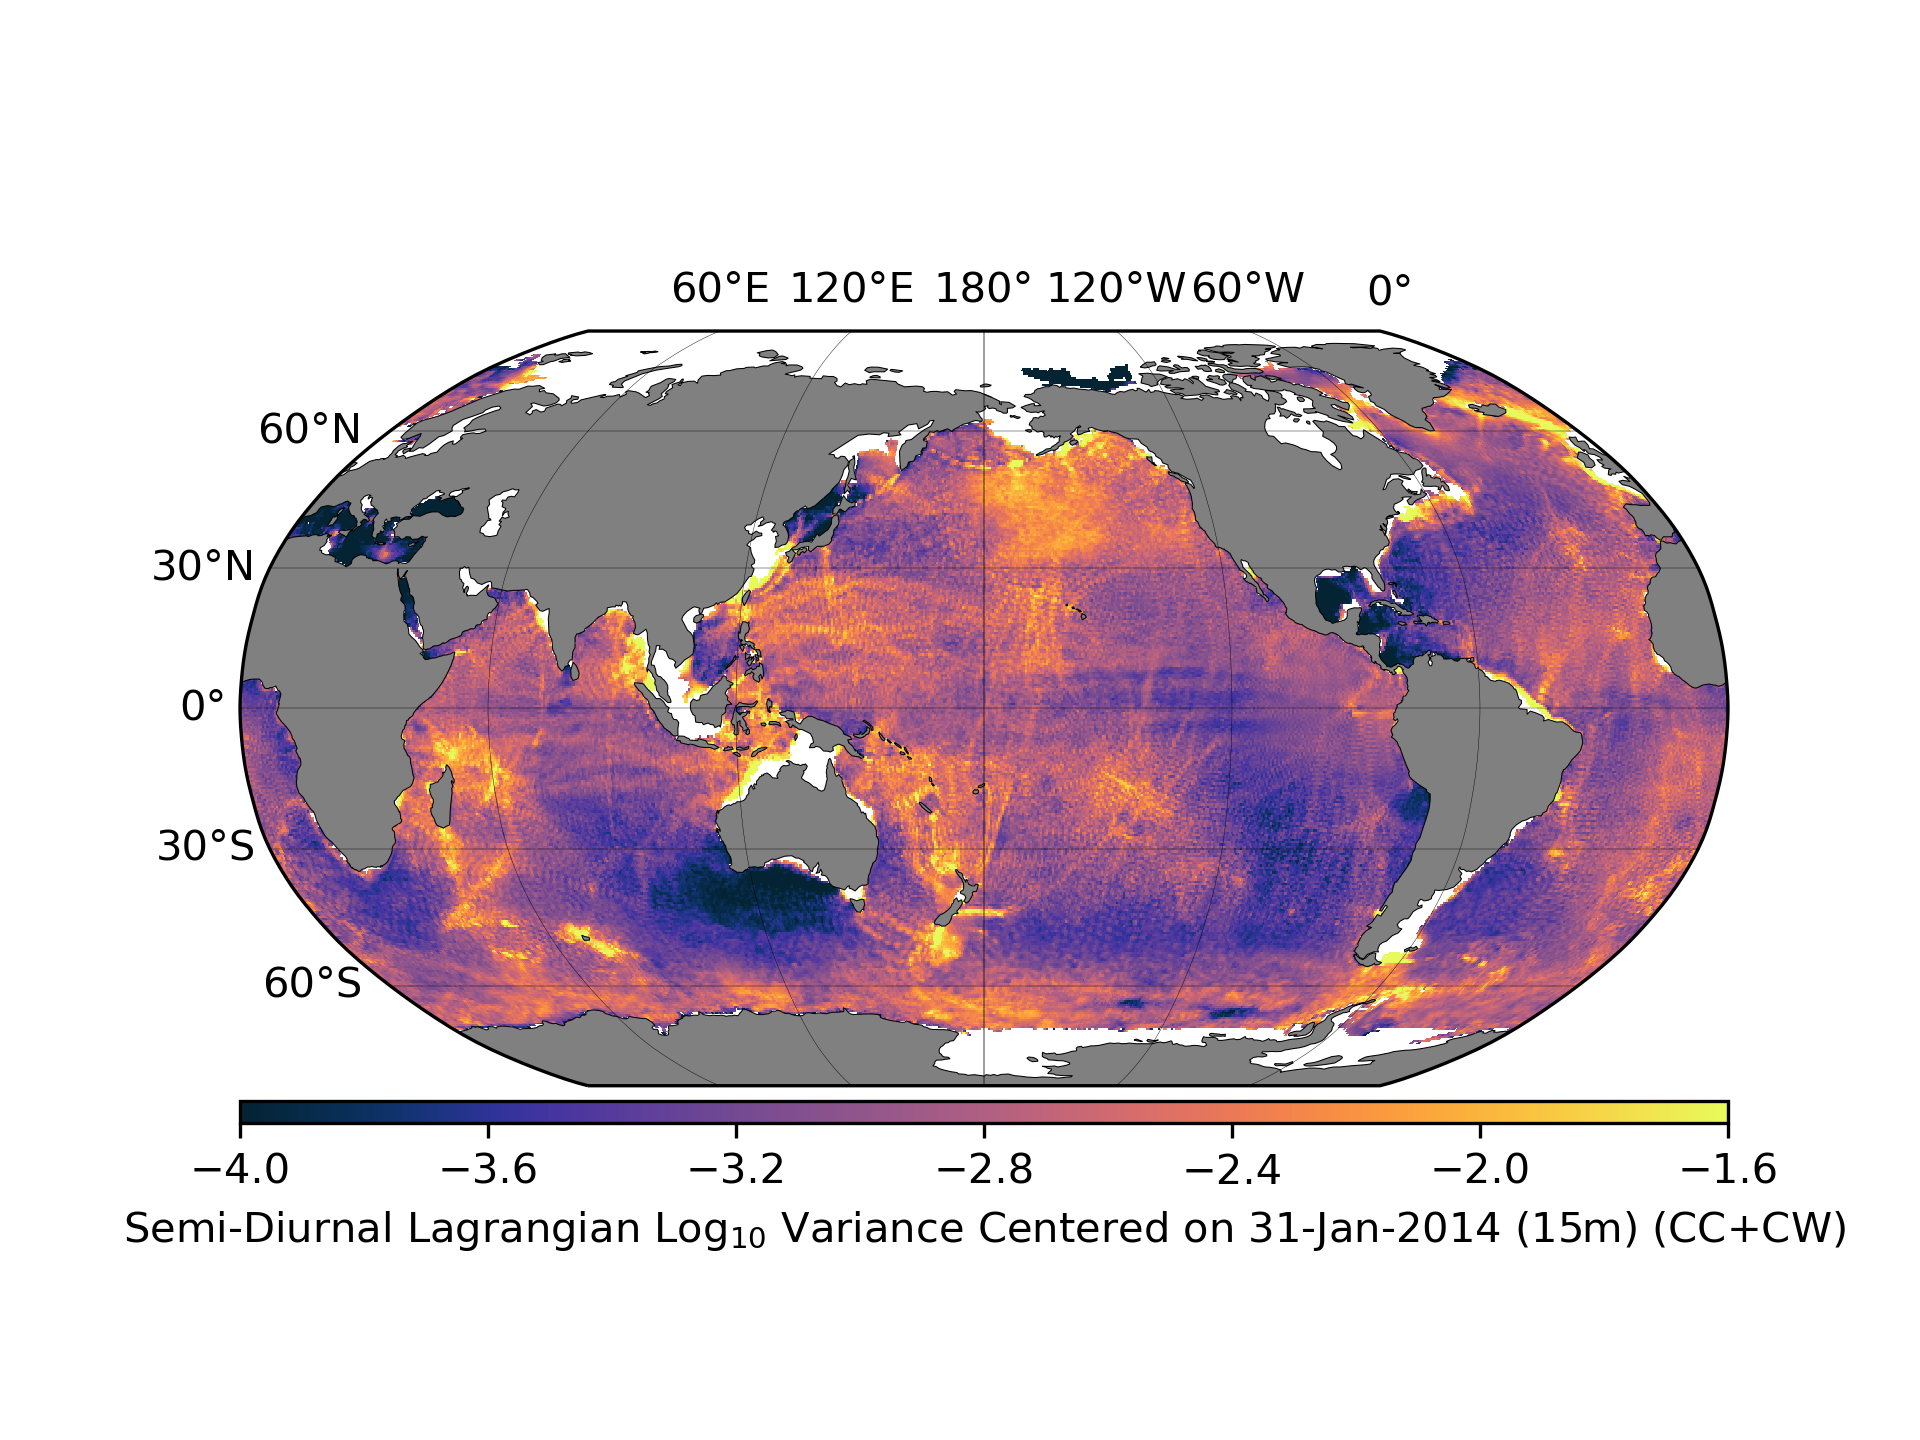 60°E 120°E 180° 120°W 60°W 0°
60°N
30°N
0°
30°S
60°S
−4.0 −3.6 −3.2 −2.8 −2.4 −2.0 −1.6
Semi-Diurnal Lagrangian Log₁₀ Variance Centered on 31-Jan-2014 (15m) (CC+CW)